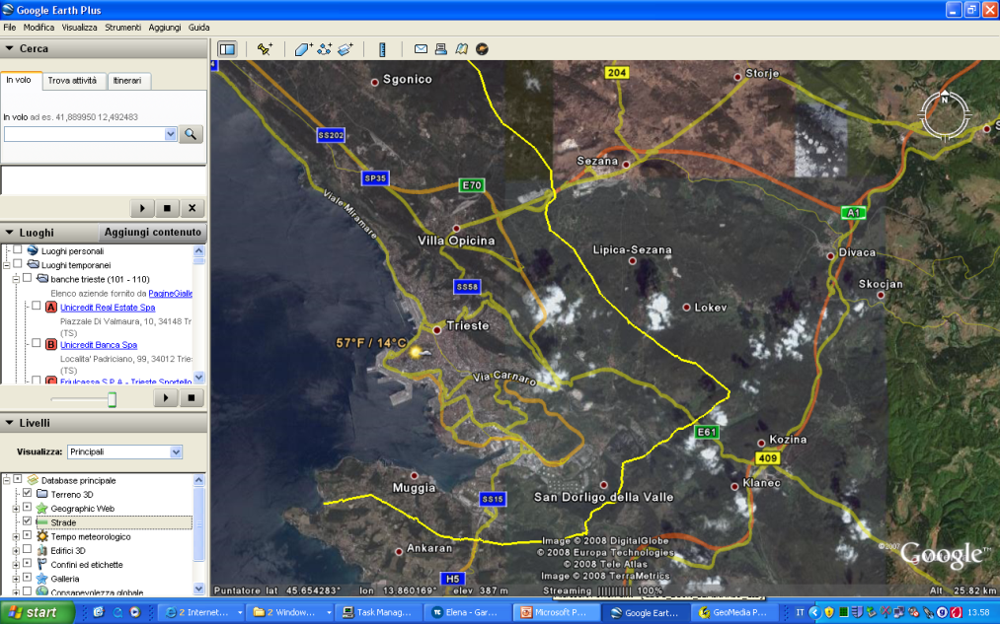 Google Earth Plus
File Modifica Visualizza Strumenti Aggiungi Guida
Cerca
In volo Trova attività Itinerari
In volo ad es. 41,889950 12,492483
Luoghi Aggiungi contenuto
Luoghi personali
Luoghi temporanei
banche trieste (101 - 110)
Elenco aziende fornito da PagineGialle
A Unicredit Real Estate Spa
Piazzale Di Valmaura, 10, 34148 Tr
(TS)
B Unicredit Banca Spa
Localita' Padriciano, 99, 34012 Trie
(TS)
C Friulcassa S.P.A - Trieste Sportello
Livelli
Visualizza: Principali
Database principale
Terreno 3D
Geographic Web
Strade
Tempo meteorologico
Edifici 3D
Confini ed etichette
Galleria
Consapevolezza globale
4
Sgonico
204
Storje
N
S
SS202
Sezana
SP35
E70
Viale Miramare
A1
Villa Opicina
Lipica-Sezana
Divaca
SS58
Skocjan
Lokev
Trieste
57°F / 14°C
Via Carnaro
E61
Kozina
409
Klanec
Muggia
SS15
San Dorligo della Valle
Ankaran
H5
Image © 2008 DigitalGlobe
© 2008 Europa Technologies
© 2008 Tele Atlas
Image © 2008 TerraMetrics
©2007 Google™
Puntatore lat 45.654283° lon 13.860169° elev 387 m Streaming |||||||||| 100% Alt 25.82 km
start 2 Internet... 2 Window... Task Manag... Elena - Gar... Microsoft P... Google Eart... GeoMedia P... IT 13.58